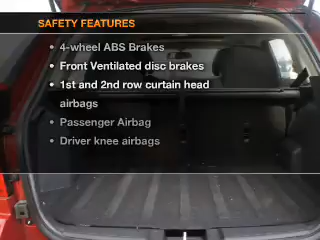 SAFETY FEATURES
• 4-wheel ABS Brakes
• Front Ventilated disc brakes
• 1st and 2nd row curtain head
airbags
• Passenger Airbag
• Driver knee airbags